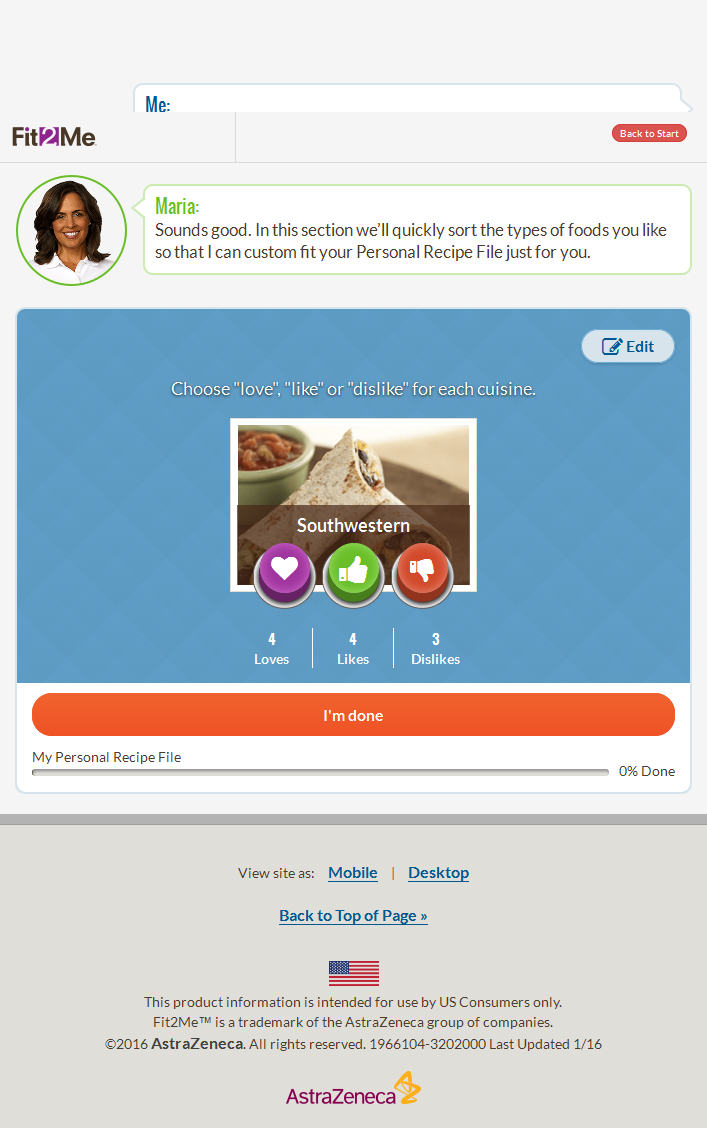 Me:
Fit2Me
Back to Start
Maria:
Sounds good. In this section we'll quickly sort the types of foods you like
so that I can custom fit your Personal Recipe File just for you.
Edit
Choose "love", "like" or "dislike" for each cuisine.
Southwestern
4
Loves
4
Likes
3
Dislikes
I'm done
My Personal Recipe File
0% Done
View site as: Mobile | Desktop
Back to Top of Page »
This product information is intended for use by US Consumers only.
Fit2Me™ is a trademark of the AstraZeneca group of companies.
©2016 AstraZeneca. All rights reserved. 1966104-3202000 Last Updated 1/16
AstraZeneca